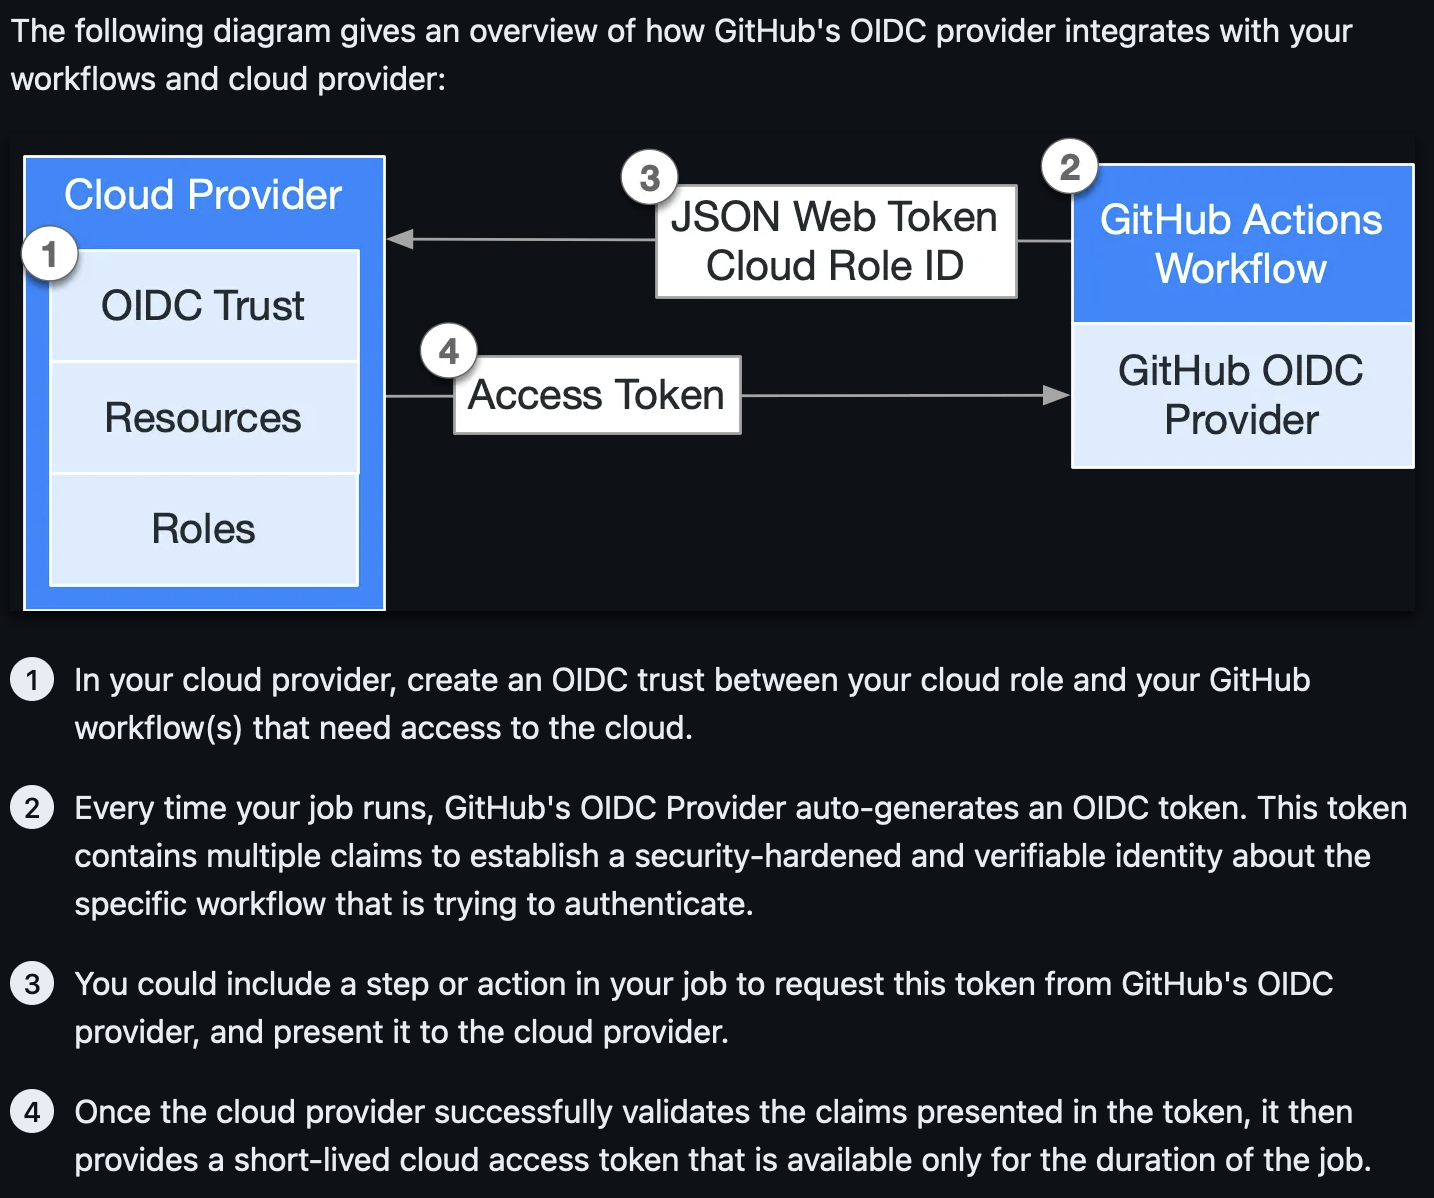 The following diagram gives an overview of how GitHub's OIDC provider integrates with your
workflows and cloud provider:
Cloud Provider
1
OIDC Trust
Resources
Roles
3
JSON Web Token
Cloud Role ID
4
Access Token
2
GitHub Actions
Workflow
GitHub OIDC
Provider
1 In your cloud provider, create an OIDC trust between your cloud role and your GitHub
workflow(s) that need access to the cloud.
2 Every time your job runs, GitHub's OIDC Provider auto-generates an OIDC token. This token
contains multiple claims to establish a security-hardened and verifiable identity about the
specific workflow that is trying to authenticate.
3 You could include a step or action in your job to request this token from GitHub's OIDC
provider, and present it to the cloud provider.
4 Once the cloud provider successfully validates the claims presented in the token, it then
provides a short-lived cloud access token that is available only for the duration of the job.